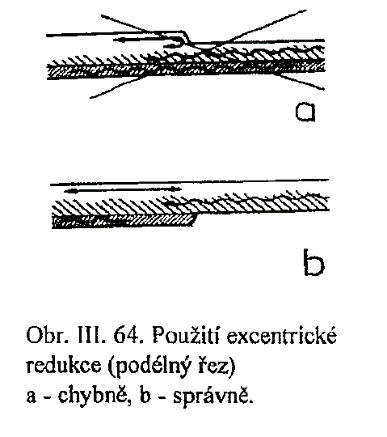 a
b
Obr. III. 64. Použití excentrické
redukce (podélný řez)
a - chybně, b - správně.